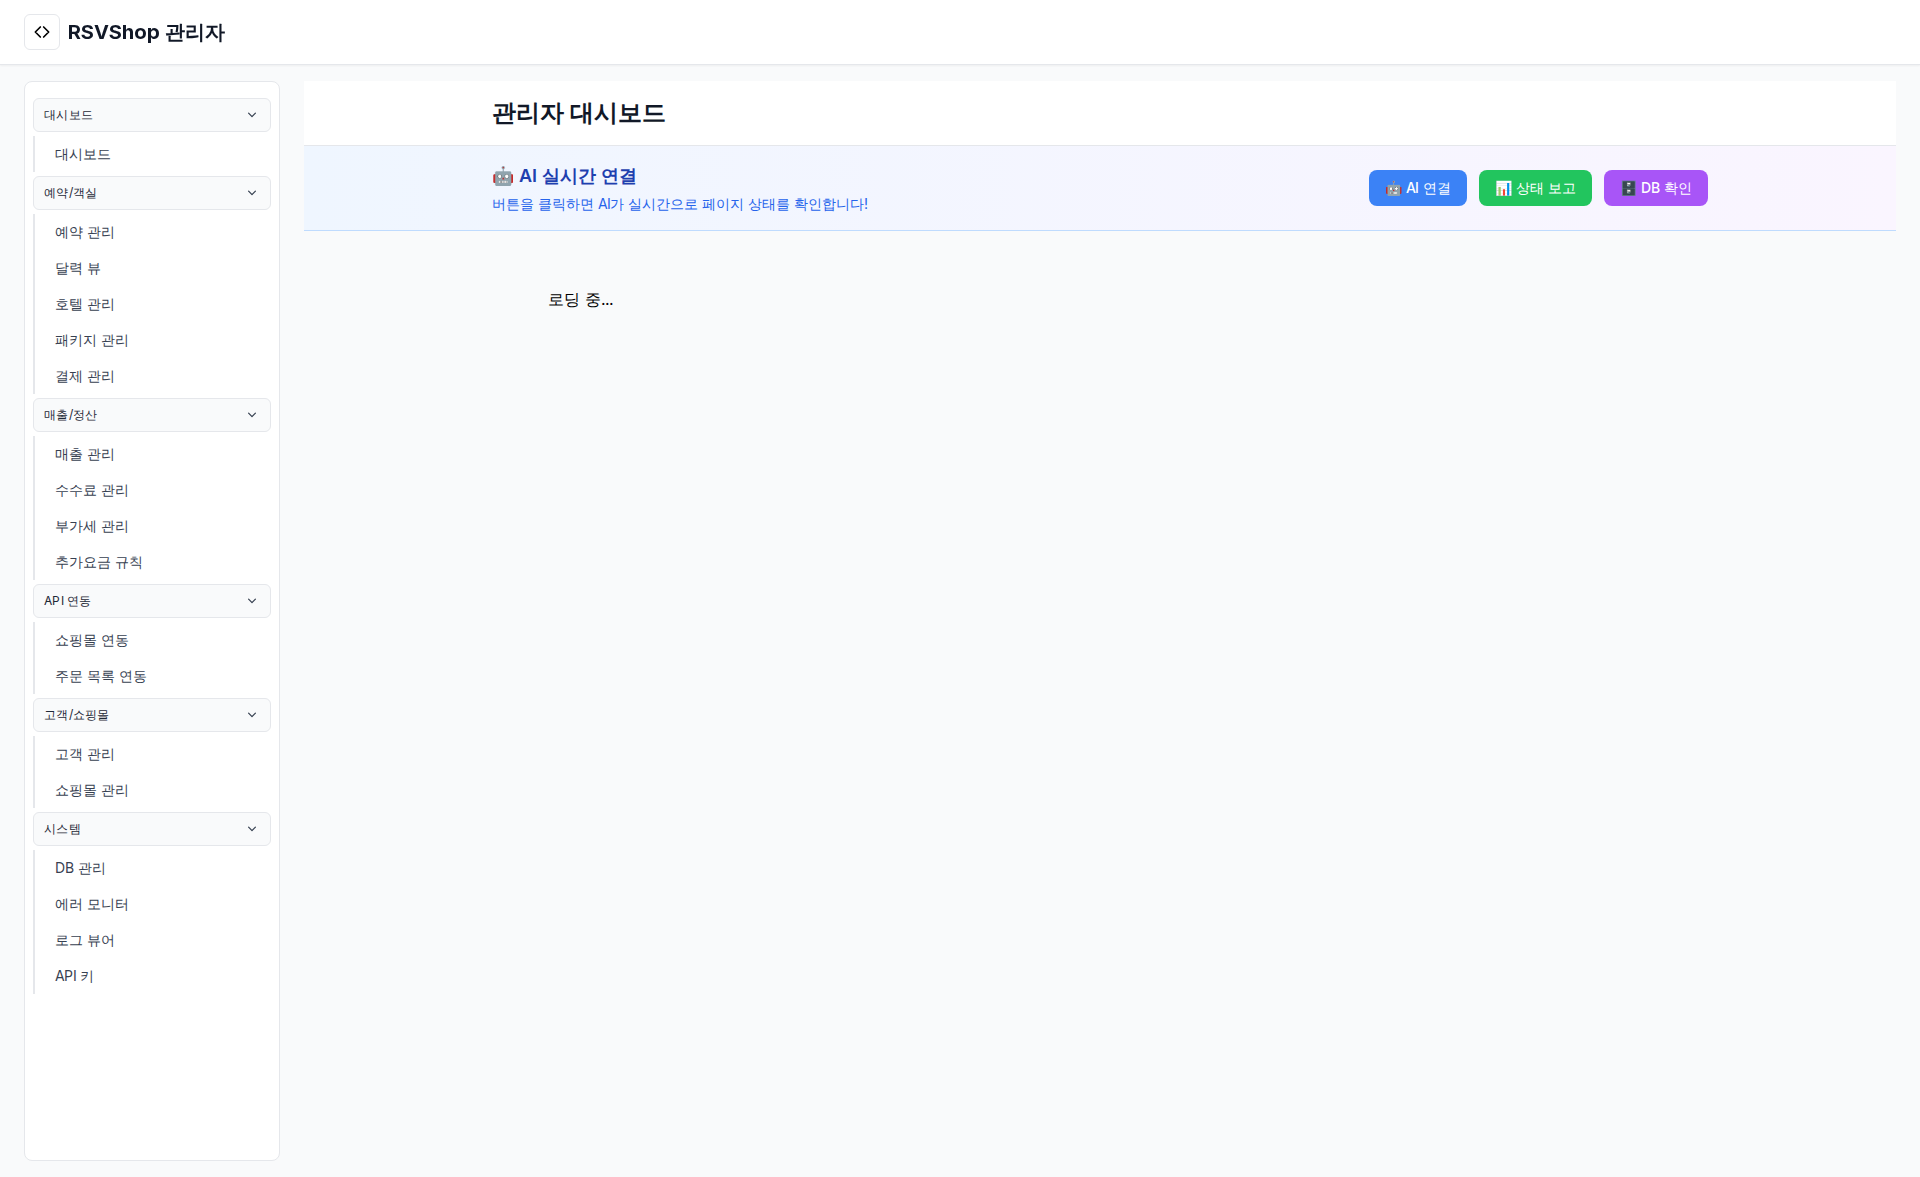 RSVShop 관리자
대시보드
대시보드
예약/객실
예약 관리
달력 뷰
호텔 관리
패키지 관리
결제 관리
매출/정산
매출 관리
수수료 관리
부가세 관리
추가요금 규칙
API 연동
쇼핑몰 연동
주문 목록 연동
고객/쇼핑몰
고객 관리
쇼핑몰 관리
시스템
DB 관리
에러 모니터
로그 뷰어
API 키
관리자 대시보드
🤖 AI 실시간 연결
버튼을 클릭하면 AI가 실시간으로 페이지 상태를 확인합니다!
🤖 AI 연결
📊 상태 보고
🗄️ DB 확인
로딩 중...